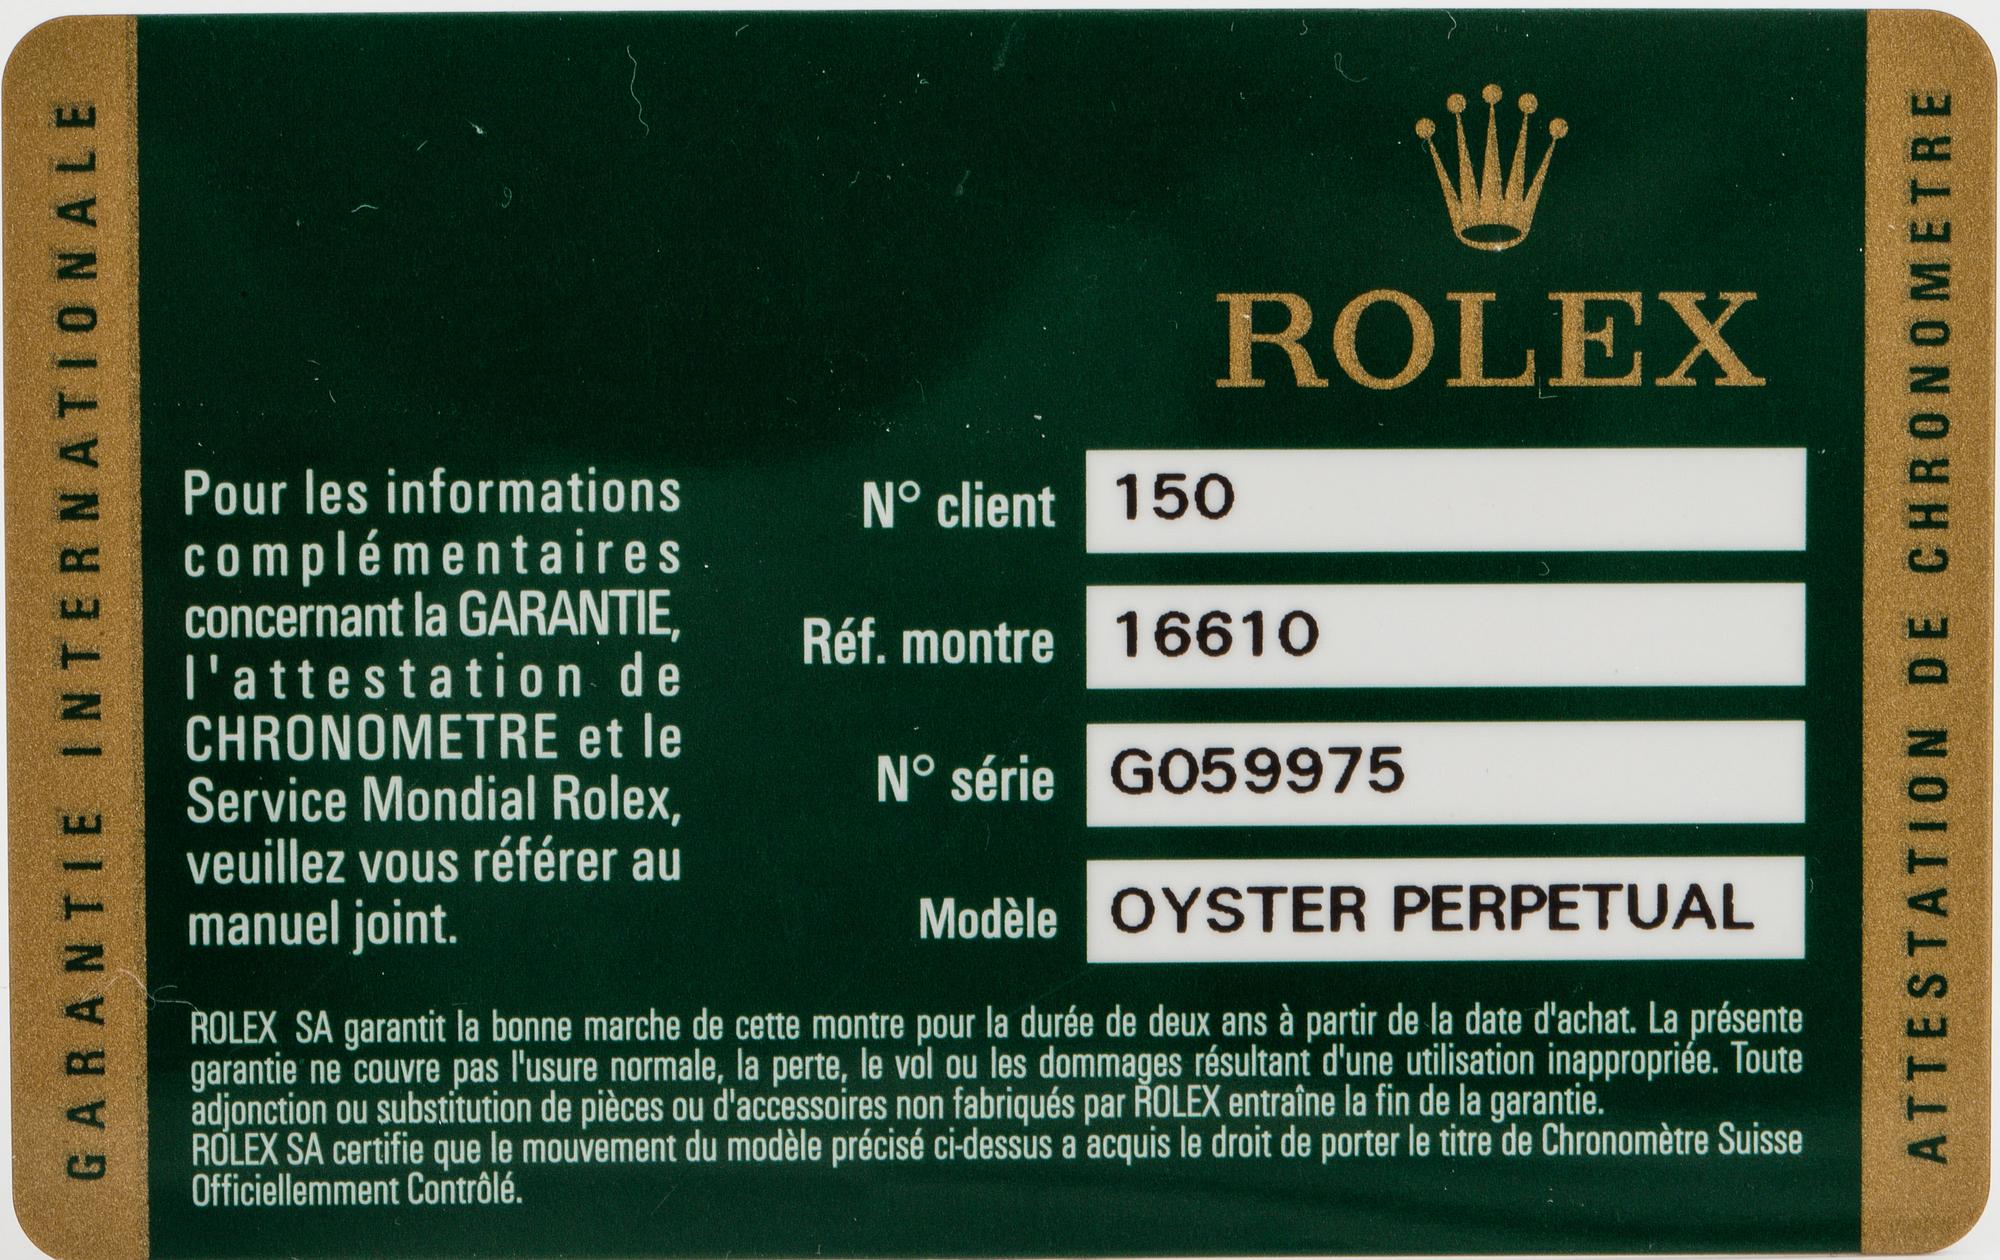 GARANTIE INTERNATIONALE
ROLEX
Pour les informations
complémentaires
concernant la GARANTIE,
l'attestation de
CHRONOMETRE et le
Service Mondial Rolex,
veuillez vous référer au
manuel joint.
N° client 150
Réf. montre 16610
N° série G059975
Modèle OYSTER PERPETUAL
ROLEX SA garantit la bonne marche de cette montre pour la durée de deux ans à partir de la date d'achat. La présente
garantie ne couvre pas l'usure normale, la perte, le vol ou les dommages résultant d'une utilisation inappropriée. Toute
adjonction ou substitution de pièces ou d'accessoires non fabriqués par ROLEX entraîne la fin de la garantie.
ROLEX SA certifie que le mouvement du modèle précisé ci-dessus a acquis le droit de porter le titre de Chronomètre Suisse
Officiellemment Contrôlé.
ATTESTATION DE CHRONOMETRE